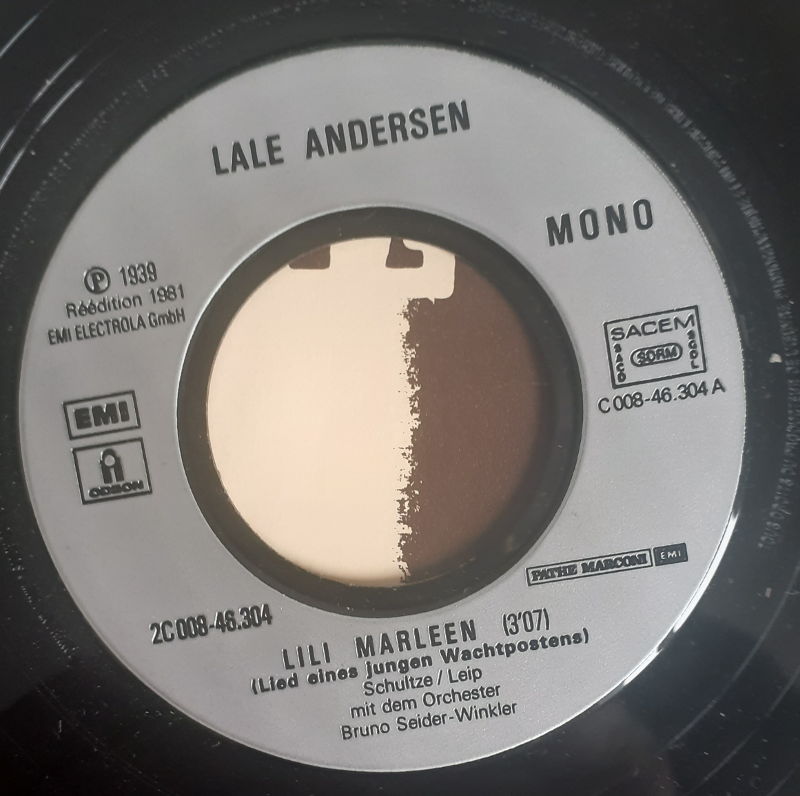 LALE ANDERSEN
MONO
Ⓟ 1939
Réédition 1981
EMI ELECTROLA GmbH
SACEM
SACD
SDRM
SGDL
C 008-46.304 A
EMI
ODEON
PATHE MARCONI EMI
2C 008-46.304
LILI MARLEEN (3'07)
(Lied eines jungen Wachtpostens)
Schultze / Leip
mit dem Orchester
Bruno Seider-Winkler